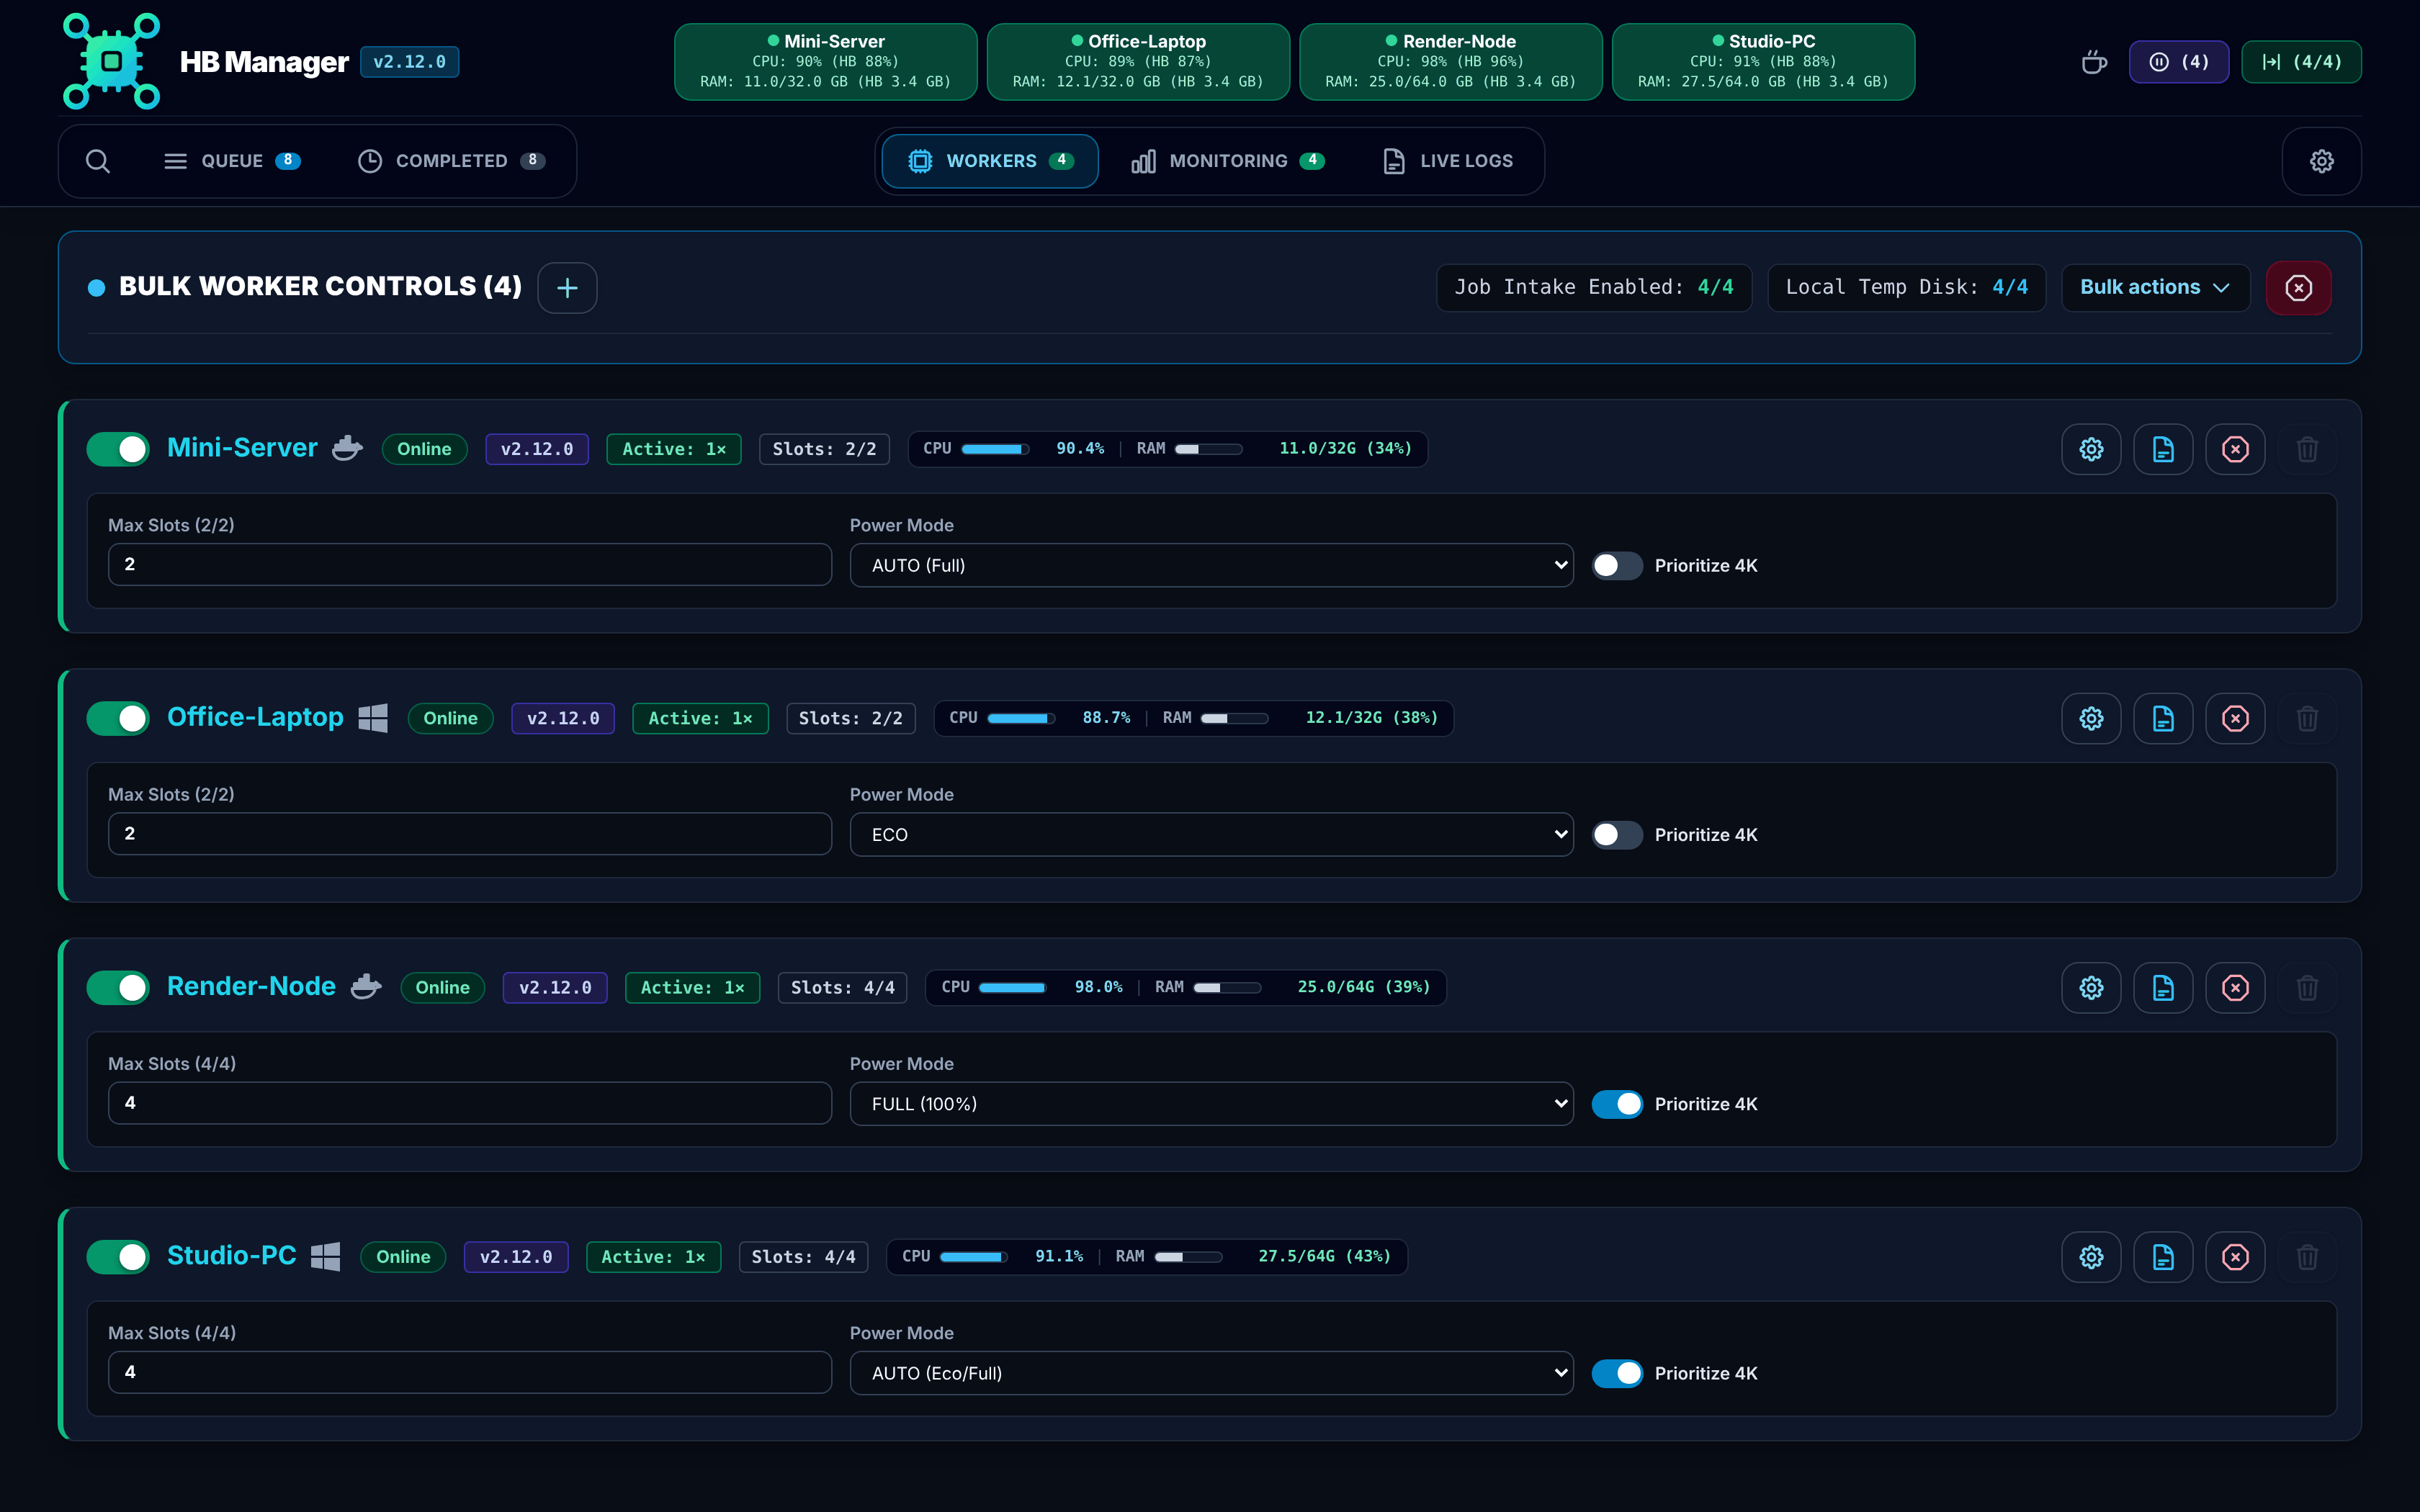 HB Manager v2.12.0
Mini-Server
CPU: 90% (HB 88%)
RAM: 11.0/32.0 GB (HB 3.4 GB)
Office-Laptop
CPU: 89% (HB 87%)
RAM: 12.1/32.0 GB (HB 3.4 GB)
Render-Node
CPU: 98% (HB 96%)
RAM: 25.0/64.0 GB (HB 3.4 GB)
Studio-PC
CPU: 91% (HB 88%)
RAM: 27.5/64.0 GB (HB 3.4 GB)
(4)
(4/4)
QUEUE 8
COMPLETED 8
WORKERS 4
MONITORING 4
LIVE LOGS
BULK WORKER CONTROLS (4)
Job Intake Enabled: 4/4
Local Temp Disk: 4/4
Bulk actions
Mini-Server Online v2.12.0 Active: 1× Slots: 2/2 CPU 90.4% | RAM 11.0/32G (34%)
Max Slots (2/2)
2
Power Mode
AUTO (Full)
Prioritize 4K
Office-Laptop Online v2.12.0 Active: 1× Slots: 2/2 CPU 88.7% | RAM 12.1/32G (38%)
Max Slots (2/2)
2
Power Mode
ECO
Prioritize 4K
Render-Node Online v2.12.0 Active: 1× Slots: 4/4 CPU 98.0% | RAM 25.0/64G (39%)
Max Slots (4/4)
4
Power Mode
FULL (100%)
Prioritize 4K
Studio-PC Online v2.12.0 Active: 1× Slots: 4/4 CPU 91.1% | RAM 27.5/64G (43%)
Max Slots (4/4)
4
Power Mode
AUTO (Eco/Full)
Prioritize 4K